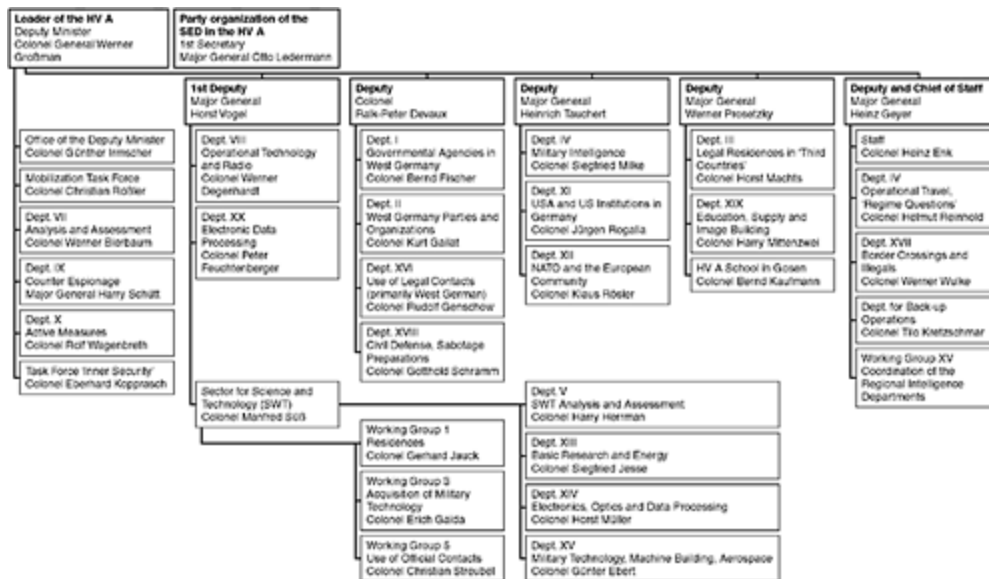 Leader of the HV A
Deputy Minister
Colonel General Werner
Großman
Party organization of the
SED in the HV A
1st Secretary
Major General Otto Ledermann
1st Deputy
Major General
Horst Vogel
Deputy
Colonel
Ralk-Peter Devaux
Deputy
Major General
Heinrich Tauchert
Deputy
Major General
Werner Prosetzky
Deputy and Chief of Staff
Major General
Heinz Geyer
Office of the Deputy Minister
Colonel Günther Irmscher
Mobilization Task Force
Colonel Christian Rößler
Dept. VII
Analysis and Assessment
Colonel Werner Bierbaum
Dept. IX
Counter Espionage
Major General Harry Schütt
Dept. X
Active Measures
Colonel Rolf Wagenbreth
Task Force 'Inner Security'
Colonel Eberhard Kopprasch
Dept. VIII
Operational Technology
and Radio
Colonel Werner
Degenhardt
Dept. XX
Electronic Data
Processing
Colonel Peter
Feuchtenberger
Sector for Science and
Technology (SWT)
Colonel Manfred Süß
Dept. I
Governmental Agencies in
West Germany
Colonel Bernd Fischer
Dept. II
West Germany Parties and
Organizations
Colonel Kurt Gailat
Dept. XVI
Use of Legal Contacts
(primarily West German)
Colonel Rudolf Genschow
Dept. XVIII
Civil Defense, Sabotage
Preparations
Colonel Gotthold Schramm
Working Group 1
Residences
Colonel Gerhard Jauck
Working Group 3
Acquisition of Military
Technology
Colonel Erich Gaida
Working Group 5
Use of Official Contacts
Colonel Christian Streubel
Dept. IV
Military Intelligence
Colonel Siegfried Milke
Dept. XI
USA and US Institutions in
Germany
Colonel Jürgen Rogalla
Dept. XII
NATO and the European
Community
Colonel Klaus Rösler
Dept. V
SWT Analysis and Assessment
Colonel Harry Herrman
Dept. XIII
Basic Research and Energy
Colonel Siegfried Jesse
Dept. XIV
Electronics, Optics and Data Processing
Colonel Horst Müller
Dept. XV
Military Technology, Machine Building, Aerospace
Colonel Günter Ebert
Dept. III
Legal Residences in 'Third
Countries'
Colonel Horst Machts
Dept. XIX
Education, Supply and
Image Building
Colonel Harry Mittenzwei
HV A School in Gosen
Colonel Bernd Kaufmann
Staff
Colonel Heinz Enk
Dept. IV
Operational Travel,
'Regime Questions'
Colonel Helmut Reinhold
Dept. XVII
Border Crossings and
Illegals
Colonel Werner Wulke
Dept. for Back-up
Operations
Colonel Tilo Kretzschmar
Working Group XV
Coordination of the
Regional Intelligence
Departments